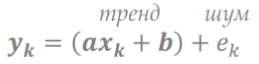 тренд шум
yₖ = (axₖ + b) + eₖ